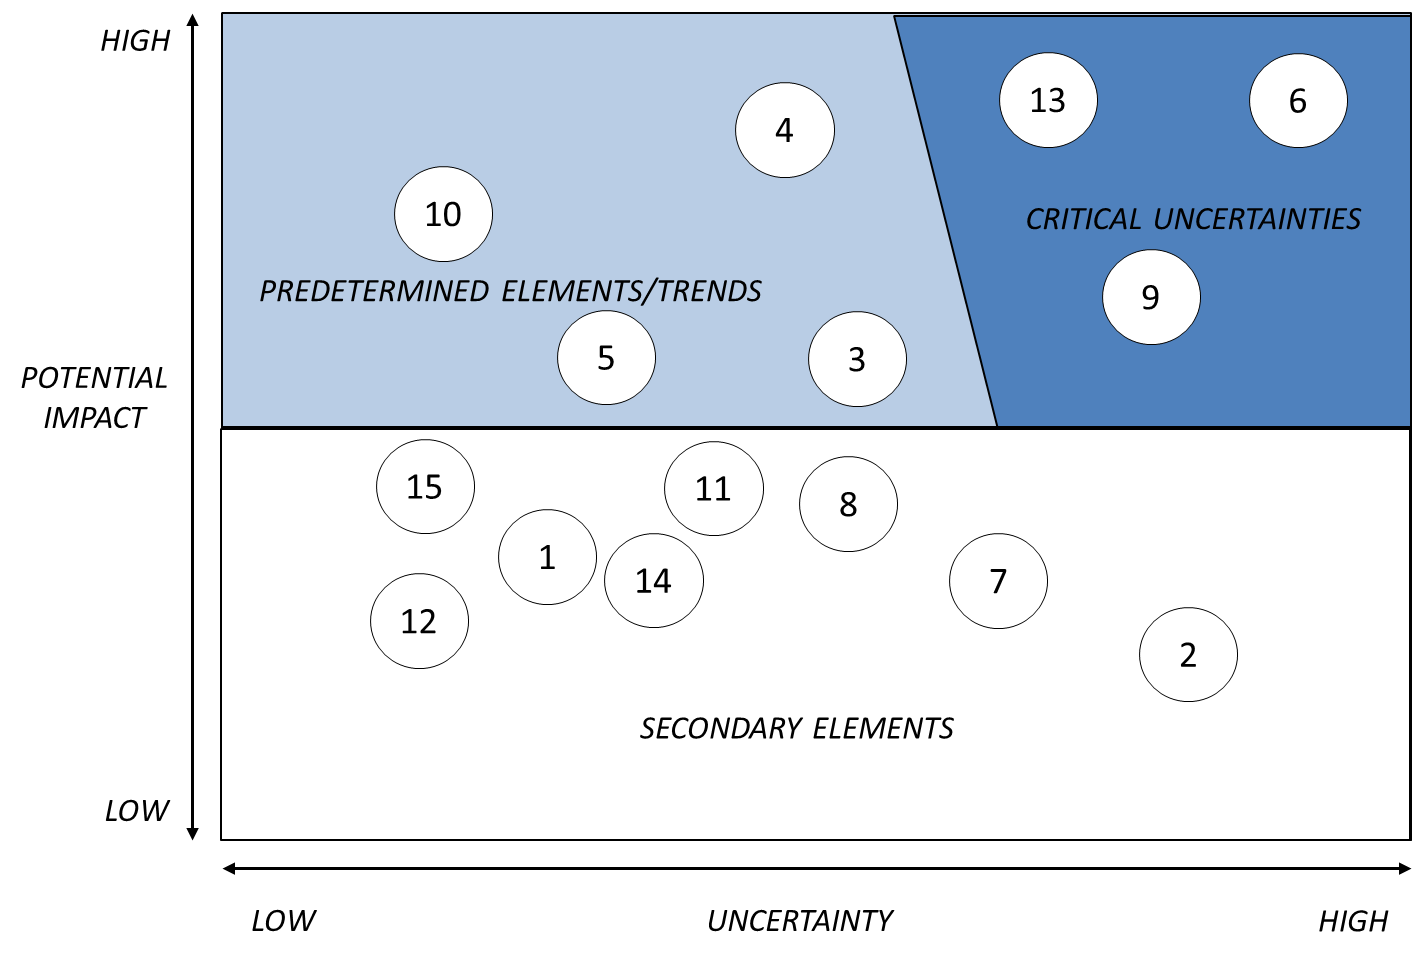 HIGH
13
6
4
10
CRITICAL UNCERTAINTIES
PREDETERMINED ELEMENTS/TRENDS
9
5
3
POTENTIAL
IMPACT
15
11
8
1
14
7
12
2
SECONDARY ELEMENTS
LOW
LOW
UNCERTAINTY
HIGH